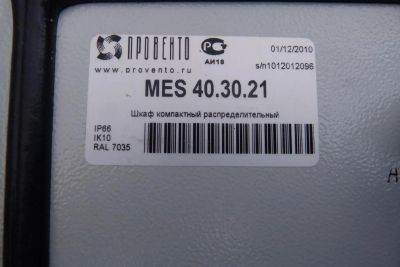 ПРОВЕНТО
www.provento.ru
АИ18
01/12/2010
s/n1012012096
MES 40.30.21
Шкаф компактный распределительный
IP66
IK10
RAL 7035